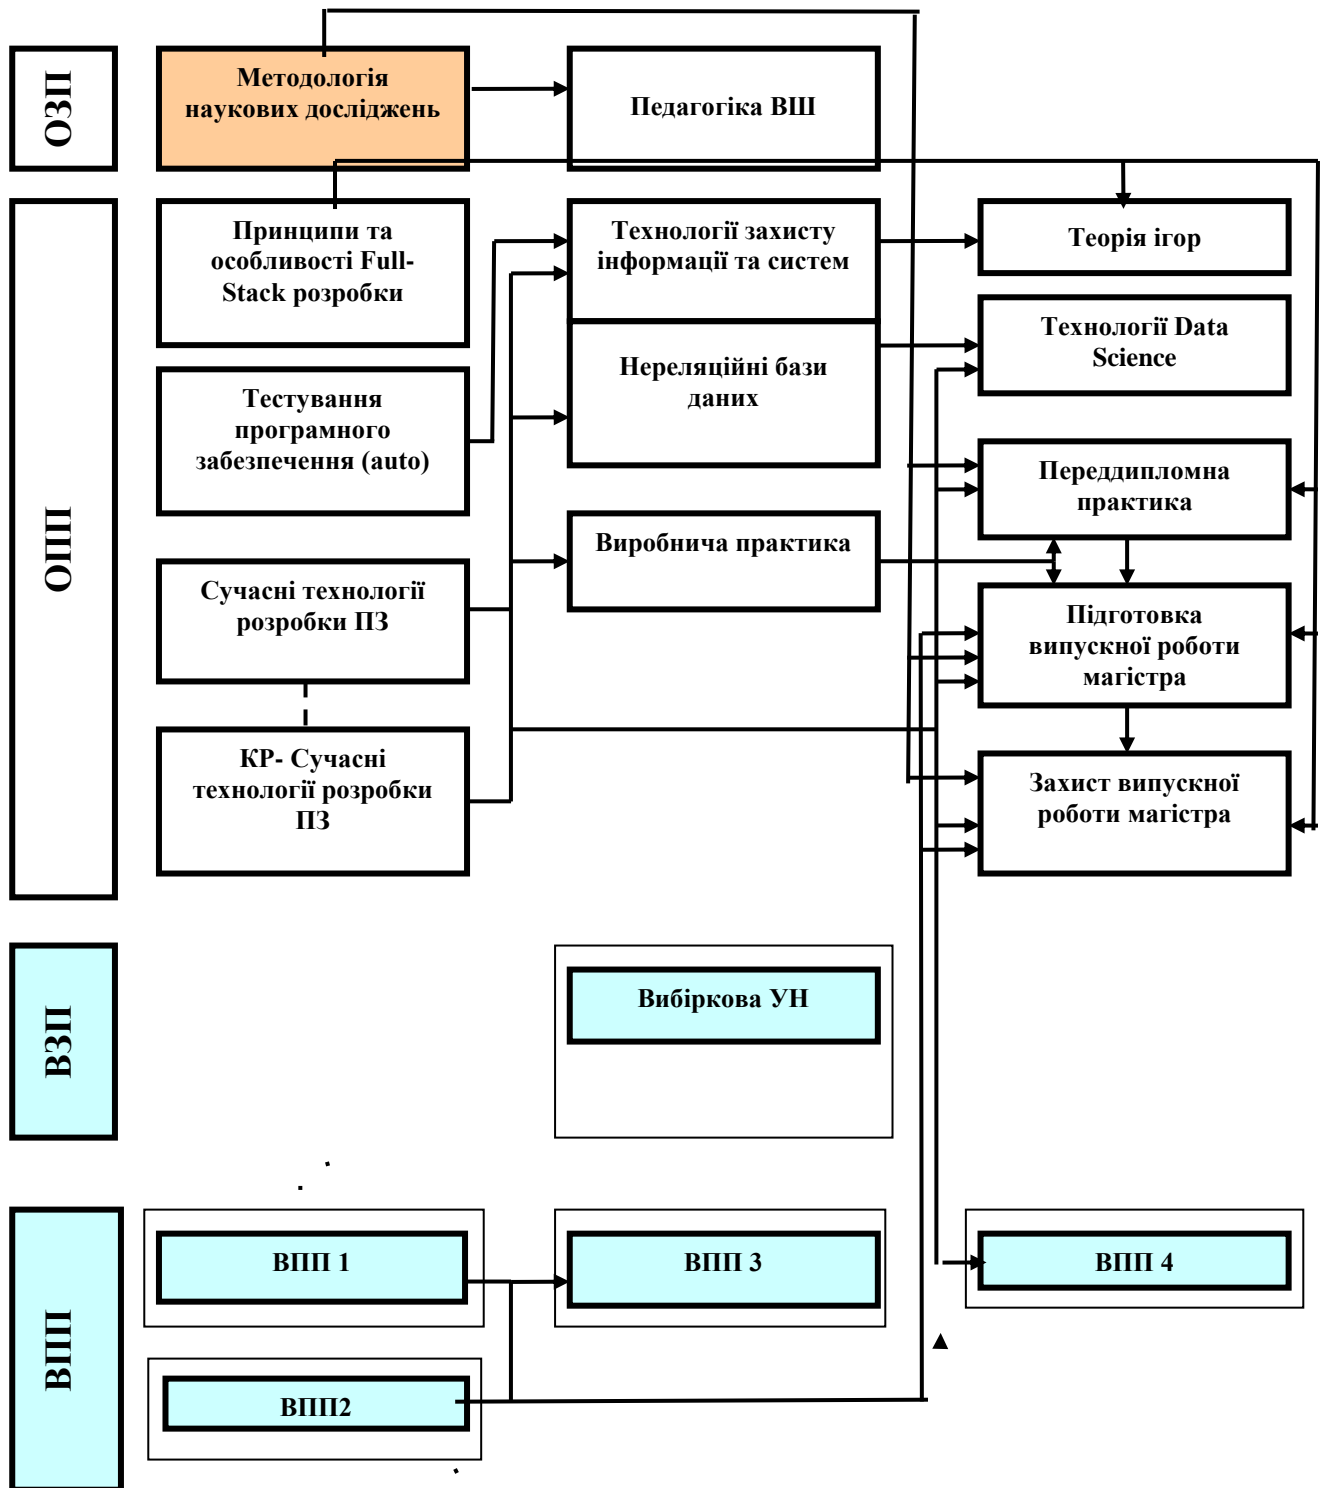 ОЗП
Методологія
наукових досліджень
Педагогіка ВШ
ОПП
Принципи та
особливості Full-
Stack розробки
Технології захисту
інформації та систем
Теорія ігор
Технології Data
Science
Нереляційні бази
даних
Тестування
програмного
забезпечення (auto)
Переддипломна
практика
Виробнича практика
Сучасні технології
розробки ПЗ
Підготовка
випускної роботи
магістра
КР- Сучасні
технології розробки
ПЗ
Захист випускної
роботи магістра
ВЗП
Вибіркова УН
ВПП
ВПП 1
ВПП 3
ВПП 4
ВПП2